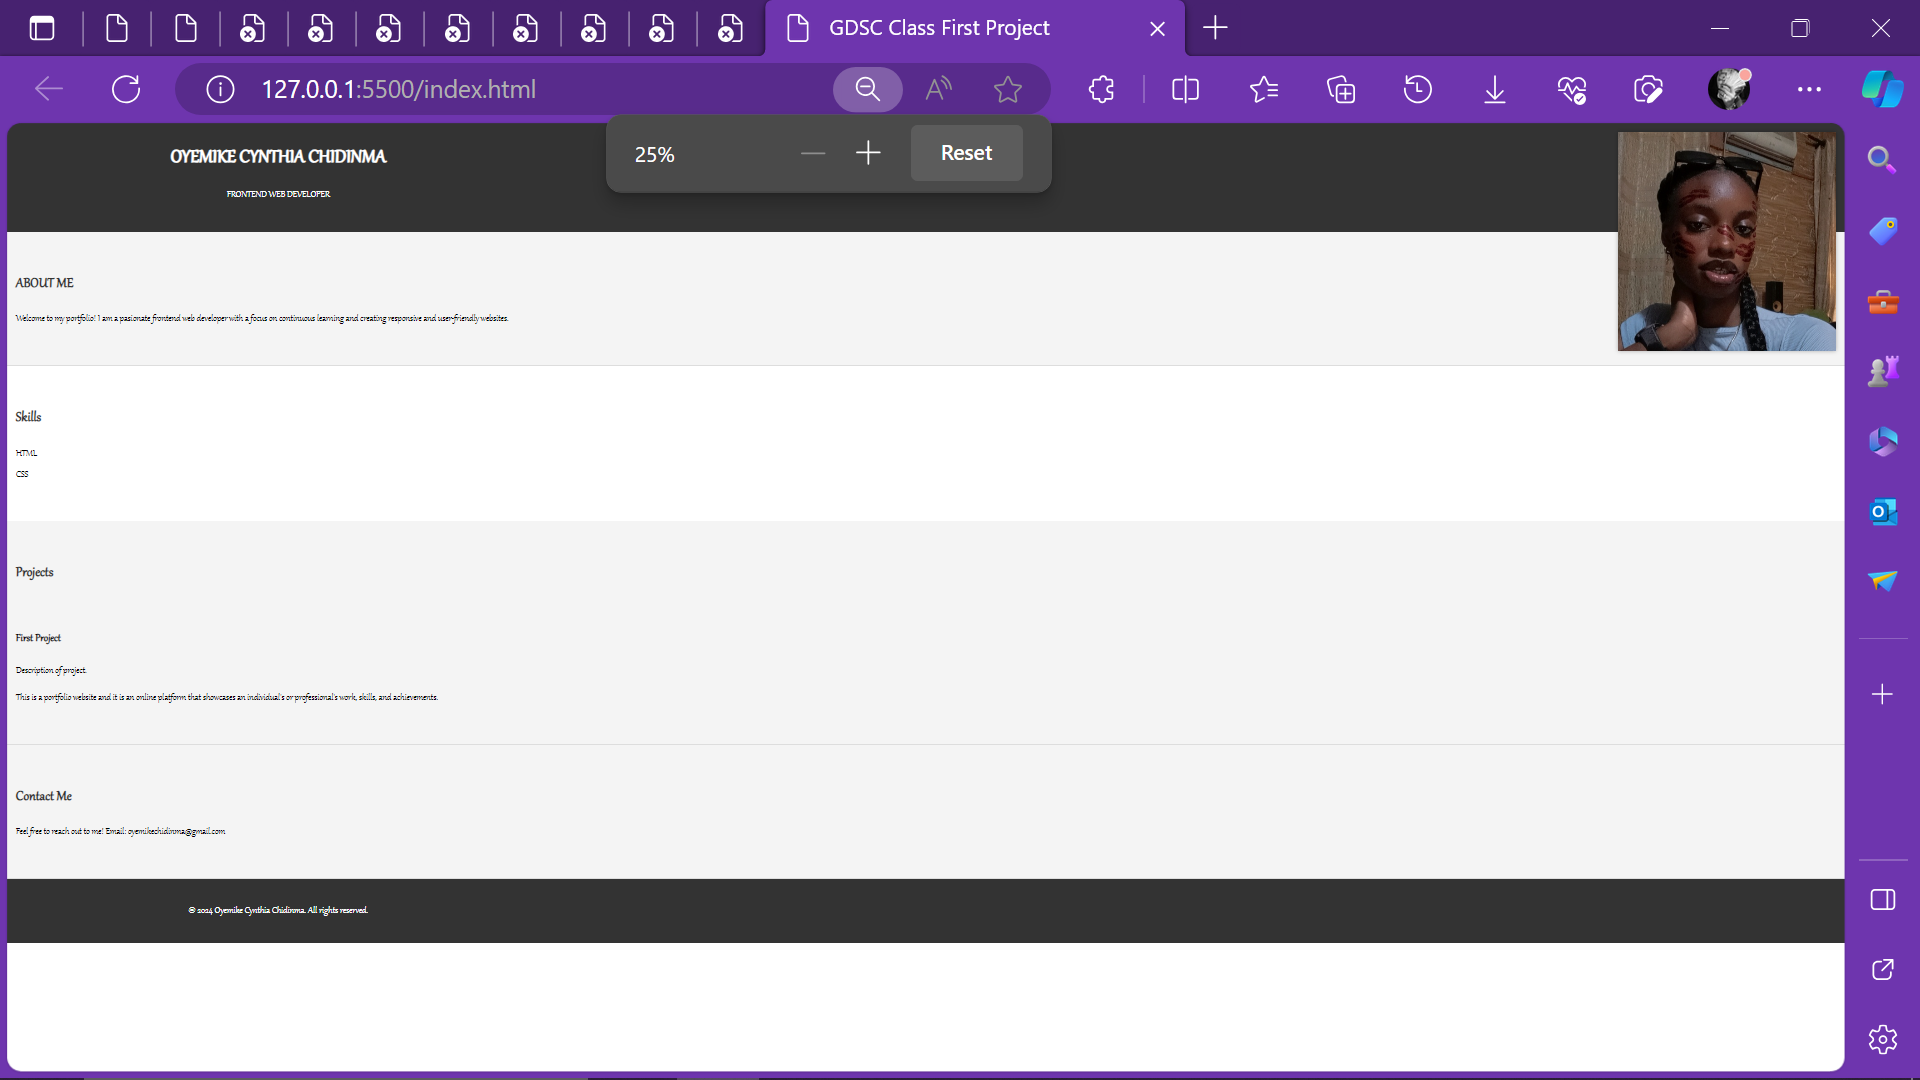 GDSC Class First Project
127.0.0.1:5500/index.html
25%
Reset
OYEMIKE CYNTHIA CHIDINMA
FRONTEND WEB DEVELOPER
ABOUT ME
Welcome to my portfolio! I am a pasionate frontend web developer with a focus on continuous learning and creating responsive and user-friendly websites.
Skills
HTML
CSS
Projects
First Project
Description of project.
This is a portfolio website and it is an online platform that showcases an individual's or professional's work, skills, and achievements.
Contact Me
Feel free to reach out to me! Email: oyemikechidinma@gmail.com
© 2024 Oyemike Cynthia Chidinma. All rights reserved.